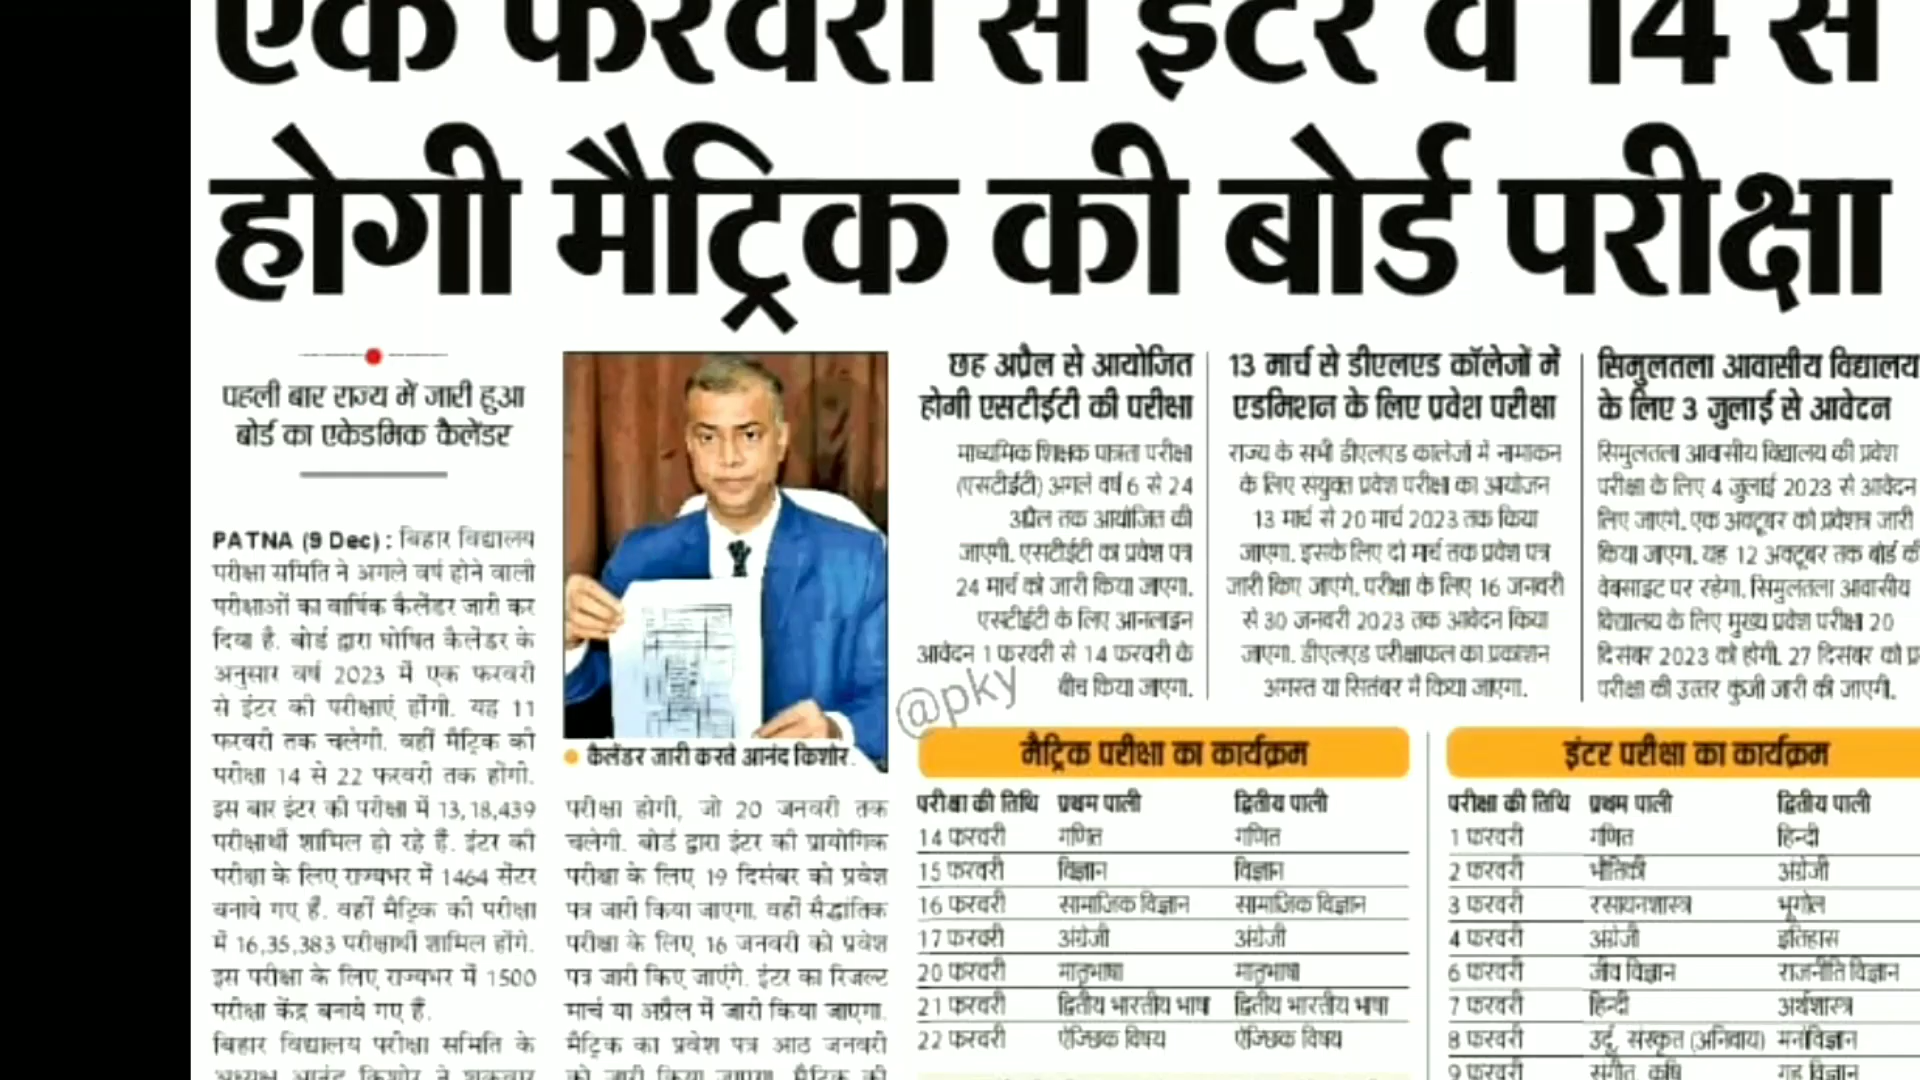 एक फरवरी से इंटर व 14 से
होगी मैट्रिक की बोर्ड परीक्षा
पहली बार राज्य में जारी हुआ
बोर्ड का एकेडमिक कैलेंडर
PATNA (9 Dec) : बिहार विद्यालय
परीक्षा समिति ने अगले वर्ष होने वाली
परीक्षाओं का वार्षिक कैलेंडर जारी कर
दिया है. बोर्ड द्वारा घोषित कैलेंडर के
अनुसार वर्ष 2023 में एक फरवरी
से इंटर की परीक्षाएं होंगी. यह 11
फरवरी तक चलेगी. वहीं मैट्रिक की
परीक्षा 14 से 22 फरवरी तक होंगी.
इस बार इंटर की परीक्षा में 13,18,439
परीक्षार्थी शामिल हो रहे हैं. इंटर की
परीक्षा के लिए राज्यभर में 1464 सेंटर
बनाये गए हैं. वहीं मैट्रिक की परीक्षा
में 16,35,383 परीक्षार्थी शामिल होंगे.
इस परीक्षा के लिए राज्यभर में 1500
परीक्षा केंद्र बनाये गए हैं.
बिहार विद्यालय परीक्षा समिति के
अध्यक्ष आनंद किशोर ने शुक्रवार
कैलेंडर जारी करते आनंद किशोर.
परीक्षा होगी, जो 20 जनवरी तक
चलेगी. बोर्ड द्वारा इंटर की प्रायोगिक
परीक्षा के लिए 19 दिसंबर को प्रवेश
पत्र जारी किया जाएगा. वहीं सैद्धांतिक
परीक्षा के लिए 16 जनवरी को प्रवेश
पत्र जारी किए जाएंगे. इंटर का रिजल्ट
मार्च या अप्रैल में जारी किया जाएगा.
मैट्रिक का प्रवेश पत्र आठ जनवरी
को जारी किया जाएगा. मैट्रिक की
छह अप्रैल से आयोजित
होगी एसटीईटी की परीक्षा
माध्यमिक शिक्षक पात्रता परीक्षा
(एसटीईटी) अगले वर्ष 6 से 24
अप्रैल तक आयोजित की
जाएगी. एसटीईटी का प्रवेश पत्र
24 मार्च को जारी किया जाएगा.
एसटीईटी के लिए आनलाइन
आवेदन 1 फरवरी से 14 फरवरी के
बीच किया जाएगा.
@pky
13 मार्च से डीएलएड कॉलेजों में
एडमिशन के लिए प्रवेश परीक्षा
राज्य के सभी डीएलएड कालेजों में नामांकन
के लिए संयुक्त प्रवेश परीक्षा का आयोजन
13 मार्च से 20 मार्च 2023 तक किया
जाएगा. इसके लिए दो मार्च तक प्रवेश पत्र
जारी किए जाएंगे. परीक्षा के लिए 16 जनवरी
से 30 जनवरी 2023 तक आवेदन किया
जाएगा. डीएलएड परीक्षाफल का प्रकाशन
अगस्त या सितंबर में किया जाएगा.
सिमुलतला आवासीय विद्यालय
के लिए 3 जुलाई से आवेदन
सिमुलतला आवासीय विद्यालय की प्रवेश
परीक्षा के लिए 4 जुलाई 2023 से आवेदन
लिए जाएंगे. एक अक्टूबर को प्रवेशपत्र जारी
किया जाएगा. यह 12 अक्टूबर तक बोर्ड की
वेबसाइट पर रहेगा. सिमुलतला आवासीय
विद्यालय के लिए मुख्य प्रवेश परीक्षा 20
दिसंबर 2023 को होगी. 27 दिसंबर को
परीक्षा की उत्तर कुंजी जारी की जाएगी.
मैट्रिक परीक्षा का कार्यक्रम
परीक्षा की तिथि प्रथम पाली द्वितीय पाली
14 फरवरी गणित गणित
15 फरवरी विज्ञान विज्ञान
16 फरवरी सामाजिक विज्ञान सामाजिक विज्ञान
17 फरवरी अंग्रेजी अंग्रेजी
20 फरवरी मातृभाषा मातृभाषा
21 फरवरी द्वितीय भारतीय भाषा द्वितीय भारतीय भाषा
22 फरवरी ऐच्छिक विषय ऐच्छिक विषय
इंटर परीक्षा का कार्यक्रम
परीक्षा की तिथि प्रथम पाली द्वितीय पाली
1 फरवरी गणित हिन्दी
2 फरवरी भौतिकी अंग्रेजी
3 फरवरी रसायनशास्त्र भूगोल
4 फरवरी अंग्रेजी इतिहास
6 फरवरी जीव विज्ञान राजनीति विज्ञान
7 फरवरी हिन्दी अर्थशास्त्र
8 फरवरी उर्दू, संस्कृत (अनिवार्य) मनोविज्ञान
9 फरवरी संगीत, कृषि गृह विज्ञान